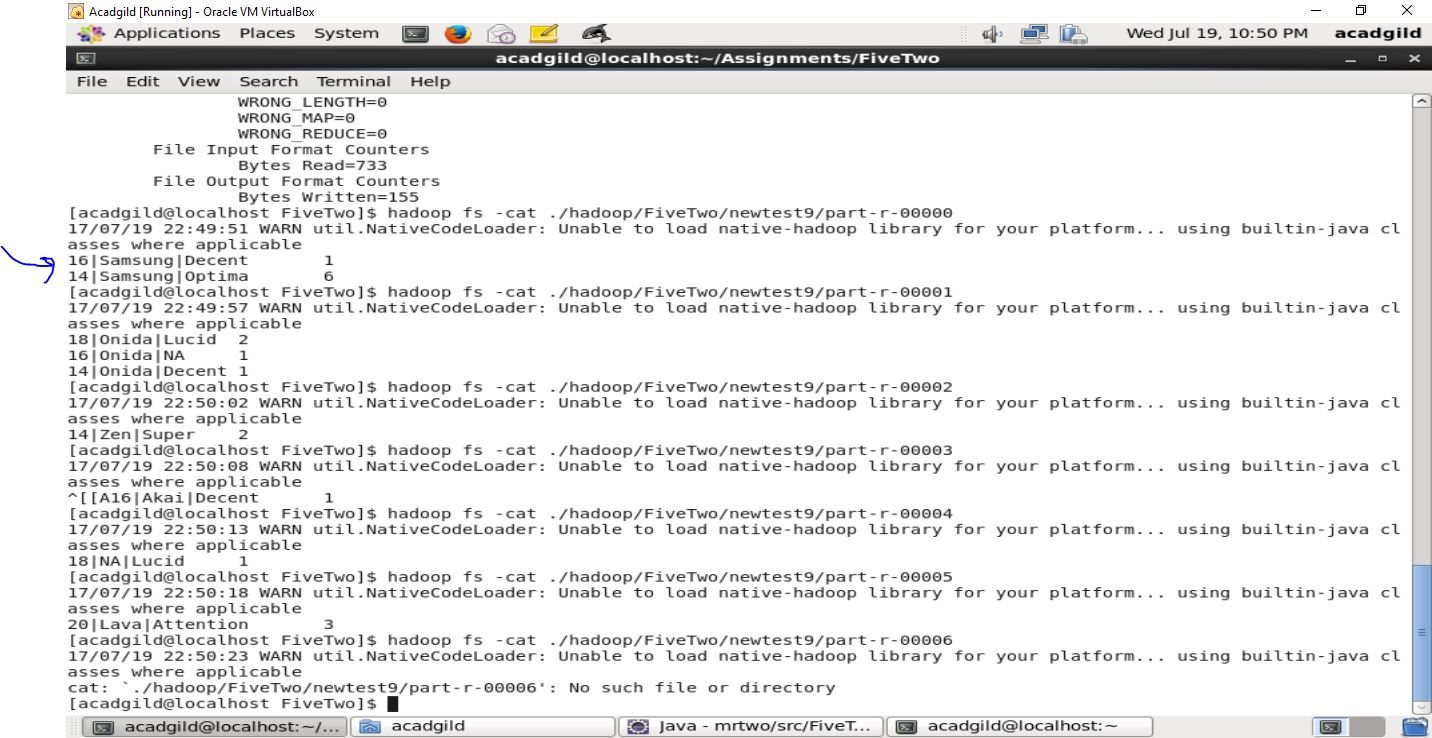 Acadgild [Running] - Oracle VM VirtualBox
Applications Places System Wed Jul 19, 10:50 PM acadgild
acadgild@localhost:~/Assignments/FiveTwo
File Edit View Search Terminal Help
WRONG_LENGTH=0
WRONG_MAP=0
WRONG_REDUCE=0
File Input Format Counters
Bytes Read=733
File Output Format Counters
Bytes Written=155
[acadgild@localhost FiveTwo]$ hadoop fs -cat ./hadoop/FiveTwo/newtest9/part-r-00000
17/07/19 22:49:51 WARN util.NativeCodeLoader: Unable to load native-hadoop library for your platform... using builtin-java cl
asses where applicable
16|Samsung|Decent 1
14|Samsung|Optima 6
[acadgild@localhost FiveTwo]$ hadoop fs -cat ./hadoop/FiveTwo/newtest9/part-r-00001
17/07/19 22:49:57 WARN util.NativeCodeLoader: Unable to load native-hadoop library for your platform... using builtin-java cl
asses where applicable
18|Onida|Lucid 2
16|Onida|NA 1
14|Onida|Decent 1
[acadgild@localhost FiveTwo]$ hadoop fs -cat ./hadoop/FiveTwo/newtest9/part-r-00002
17/07/19 22:50:02 WARN util.NativeCodeLoader: Unable to load native-hadoop library for your platform... using builtin-java cl
asses where applicable
14|Zen|Super 2
[acadgild@localhost FiveTwo]$ hadoop fs -cat ./hadoop/FiveTwo/newtest9/part-r-00003
17/07/19 22:50:08 WARN util.NativeCodeLoader: Unable to load native-hadoop library for your platform... using builtin-java cl
asses where applicable
^[[A16|Akai|Decent 1
[acadgild@localhost FiveTwo]$ hadoop fs -cat ./hadoop/FiveTwo/newtest9/part-r-00004
17/07/19 22:50:13 WARN util.NativeCodeLoader: Unable to load native-hadoop library for your platform... using builtin-java cl
asses where applicable
18|NA|Lucid 1
[acadgild@localhost FiveTwo]$ hadoop fs -cat ./hadoop/FiveTwo/newtest9/part-r-00005
17/07/19 22:50:18 WARN util.NativeCodeLoader: Unable to load native-hadoop library for your platform... using builtin-java cl
asses where applicable
20|Lava|Attention 3
[acadgild@localhost FiveTwo]$ hadoop fs -cat ./hadoop/FiveTwo/newtest9/part-r-00006
17/07/19 22:50:23 WARN util.NativeCodeLoader: Unable to load native-hadoop library for your platform... using builtin-java cl
asses where applicable
cat: `./hadoop/FiveTwo/newtest9/part-r-00006': No such file or directory
[acadgild@localhost FiveTwo]$
acadgild@localhost:~/... acadgild Java - mrtwo/src/FiveT... acadgild@localhost:~